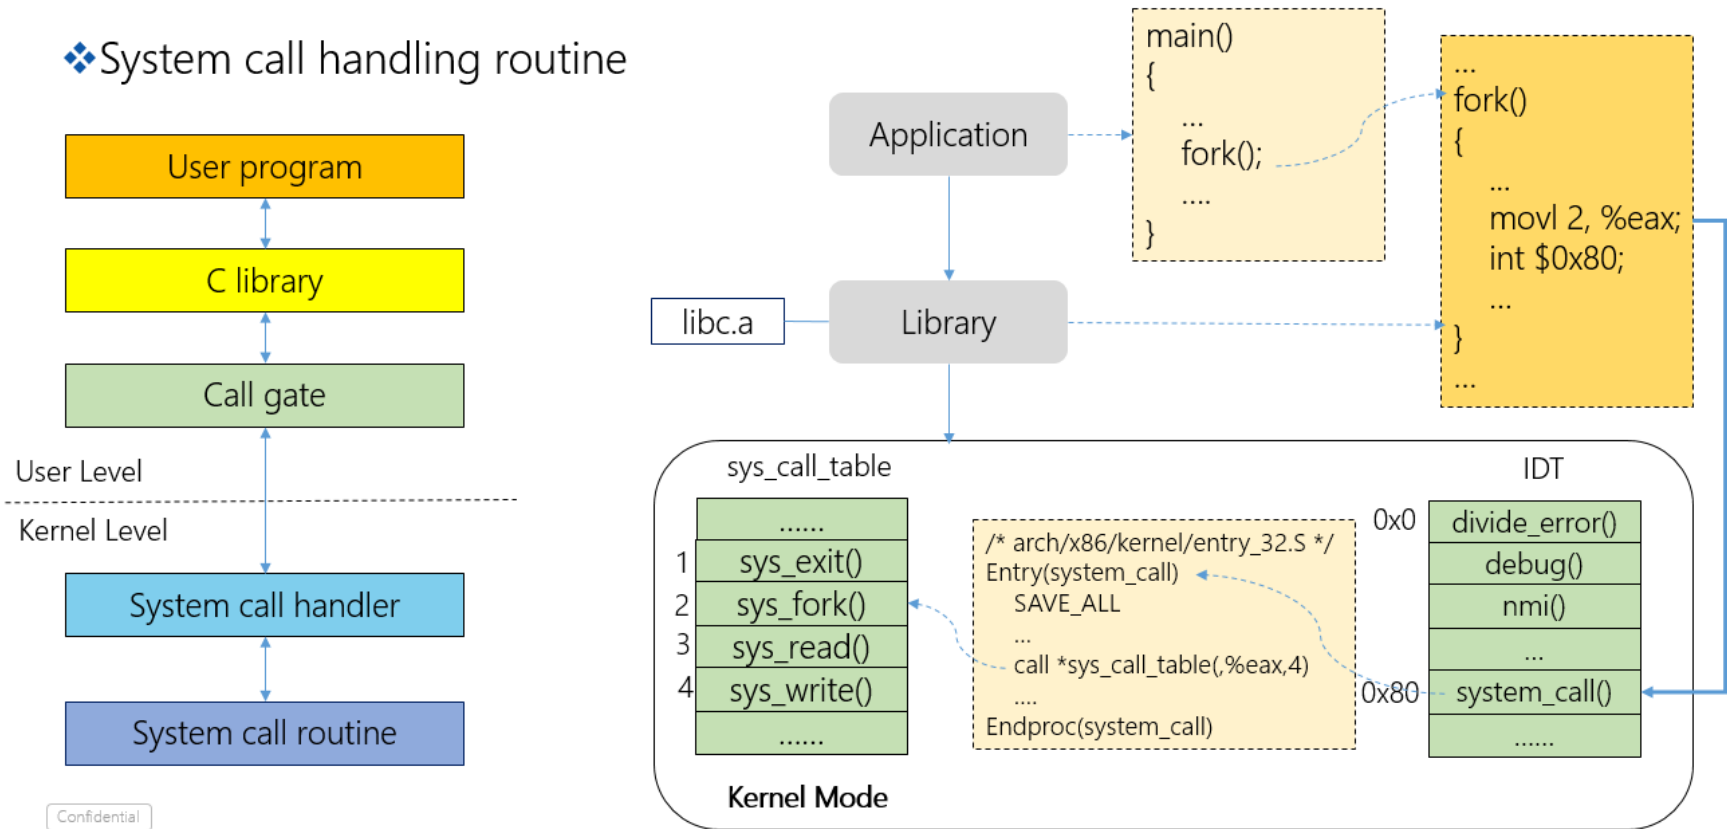 System call handling routine
User program
C library
Call gate
User Level
Kernel Level
System call handler
System call routine
Confidential
Application
Library
libc.a
main()
{
...
fork();
....
}
...
fork()
{
...
movl 2, %eax;
int $0x80;
...
}
...
sys_call_table
......
1 sys_exit()
2 sys_fork()
3 sys_read()
4 sys_write()
......
/* arch/x86/kernel/entry_32.S */
Entry(system_call)
SAVE_ALL
...
call *sys_call_table(,%eax,4)
....
Endproc(system_call)
IDT
0x0 divide_error()
debug()
nmi()
...
0x80 system_call()
......
Kernel Mode